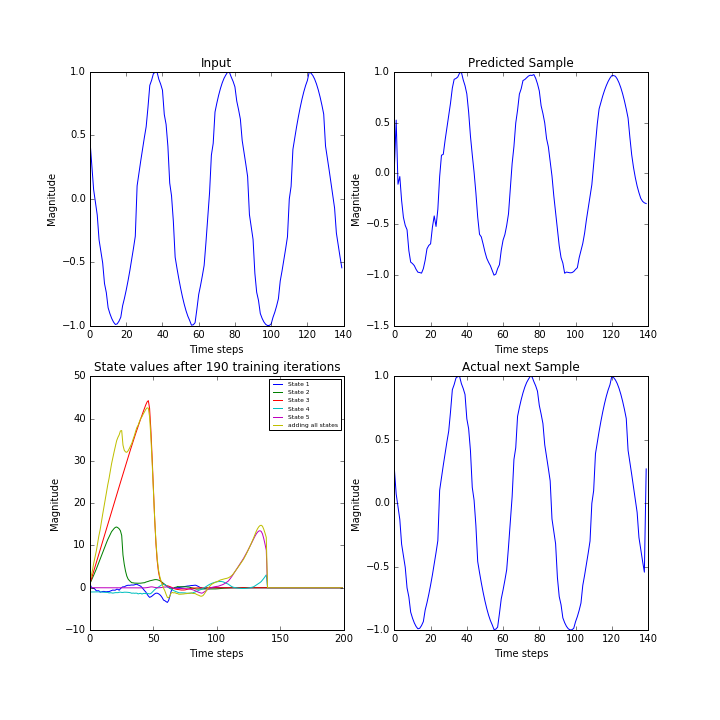 Input
1.0
0.5
0.0
−0.5
−1.0
Magnitude
0 20 40 60 80 100 120 140
Time steps
Predicted Sample
1.0
0.5
0.0
−0.5
−1.0
−1.5
Magnitude
0 20 40 60 80 100 120 140
Time steps
State values after 190 training iterations
50
40
30
20
10
0
−10
Magnitude
State 1
State 2
State 3
State 4
State 5
adding all states
0 50 100 150 200
Time steps
Actual next Sample
1.0
0.5
0.0
−0.5
−1.0
Magnitude
0 20 40 60 80 100 120 140
Time steps